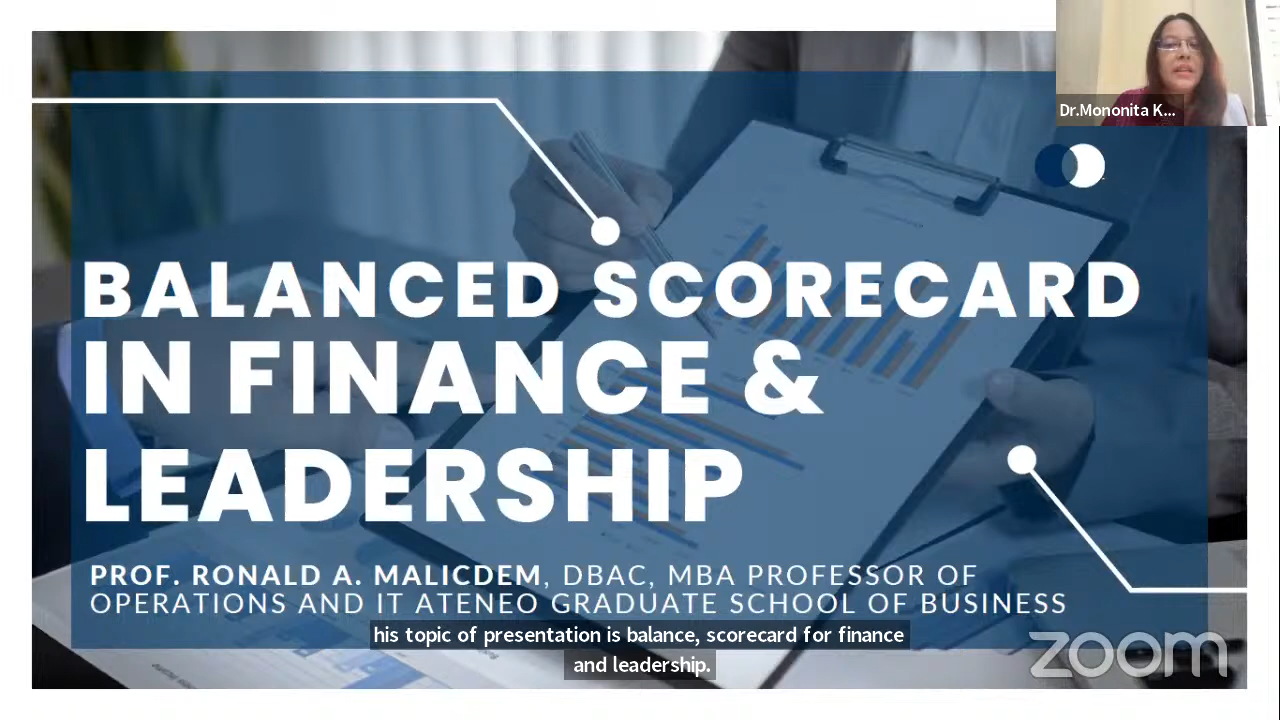 Dr.Mononita K...
BALANCED SCORECARD
IN FINANCE &
LEADERSHIP
PROF. RONALD A. MALICDEM, DBAC, MBA PROFESSOR OF
OPERATIONS AND IT ATENEO GRADUATE SCHOOL OF BUSINESS
his topic of presentation is balance, scorecard for finance
and leadership.
zoom